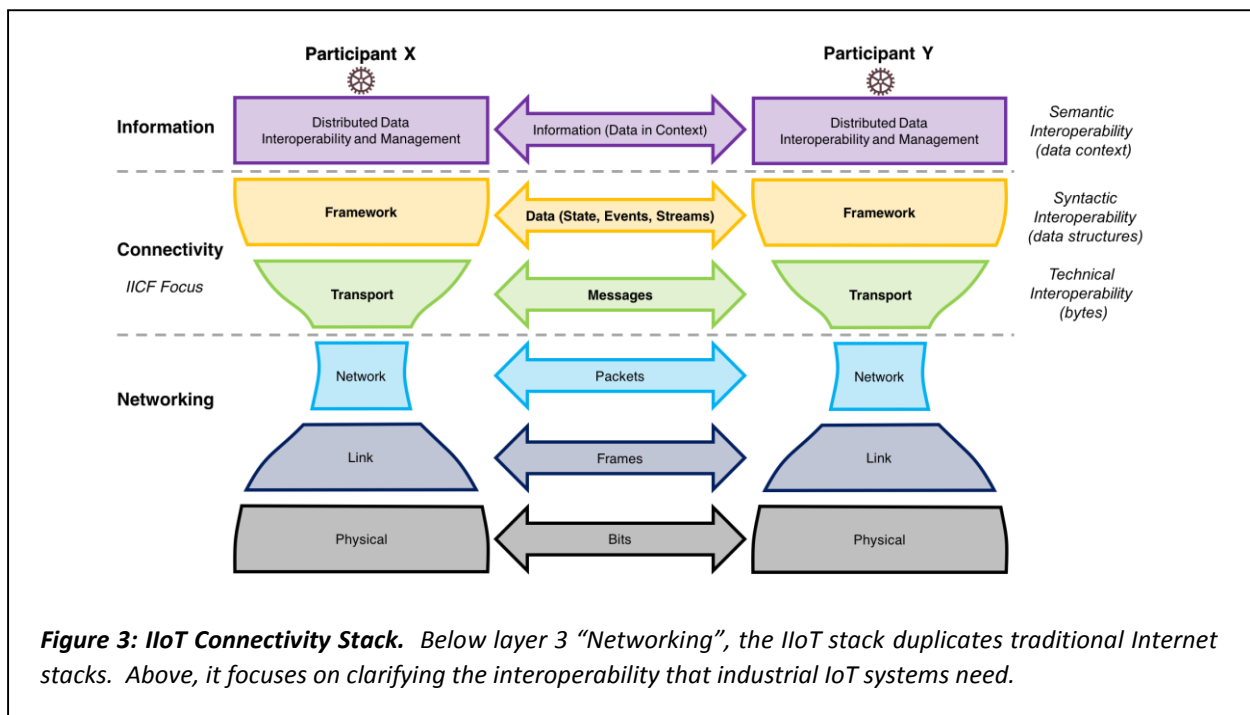 Participant X
Participant Y
Information
Distributed Data
Interoperability and Management
Information (Data in Context)
Distributed Data
Interoperability and Management
Semantic
Interoperability
(data context)
Framework
Data (State, Events, Streams)
Framework
Syntactic
Interoperability
(data structures)
Connectivity
IICF Focus
Transport
Messages
Transport
Technical
Interoperability
(bytes)
Networking
Network
Packets
Network
Link
Frames
Link
Physical
Bits
Physical
Figure 3: IIoT Connectivity Stack. Below layer 3 “Networking”, the IIoT stack duplicates traditional Internet
stacks. Above, it focuses on clarifying the interoperability that industrial IoT systems need.